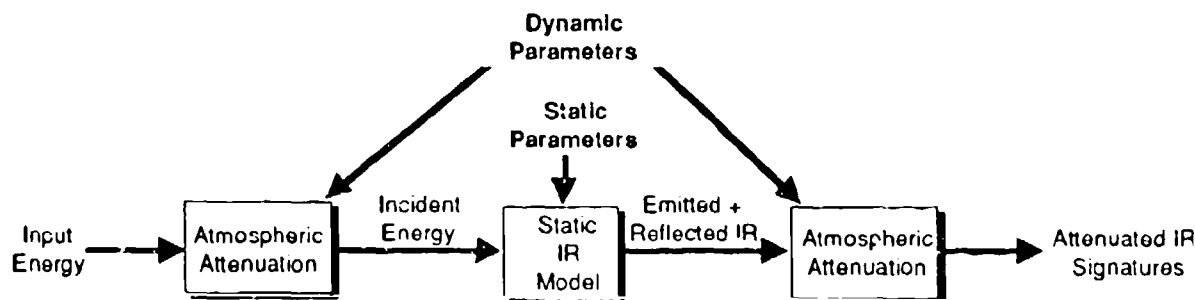 Dynamic
Parameters
Static
Parameters
Input
Energy
Atmospheric
Attenuation
Incident
Energy
Static
IR
Model
Emitted +
Reflected IR
Atmospheric
Attenuation
Attenuated IR
Signatures